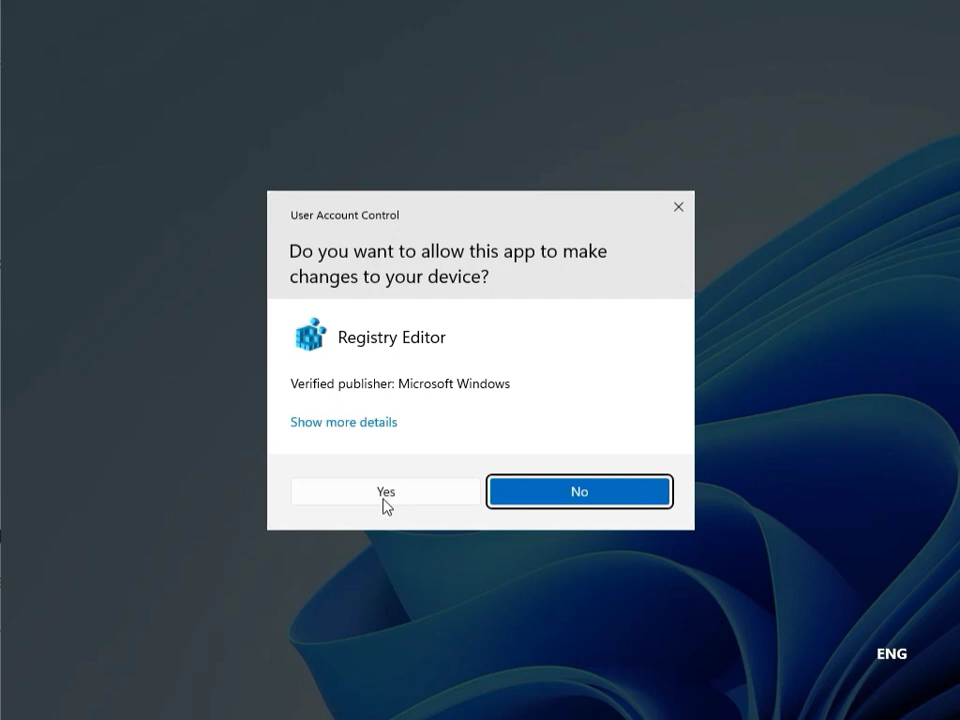 User Account Control
Do you want to allow this app to make
changes to your device?
Registry Editor
Verified publisher: Microsoft Windows
Show more details
Yes
No
ENG